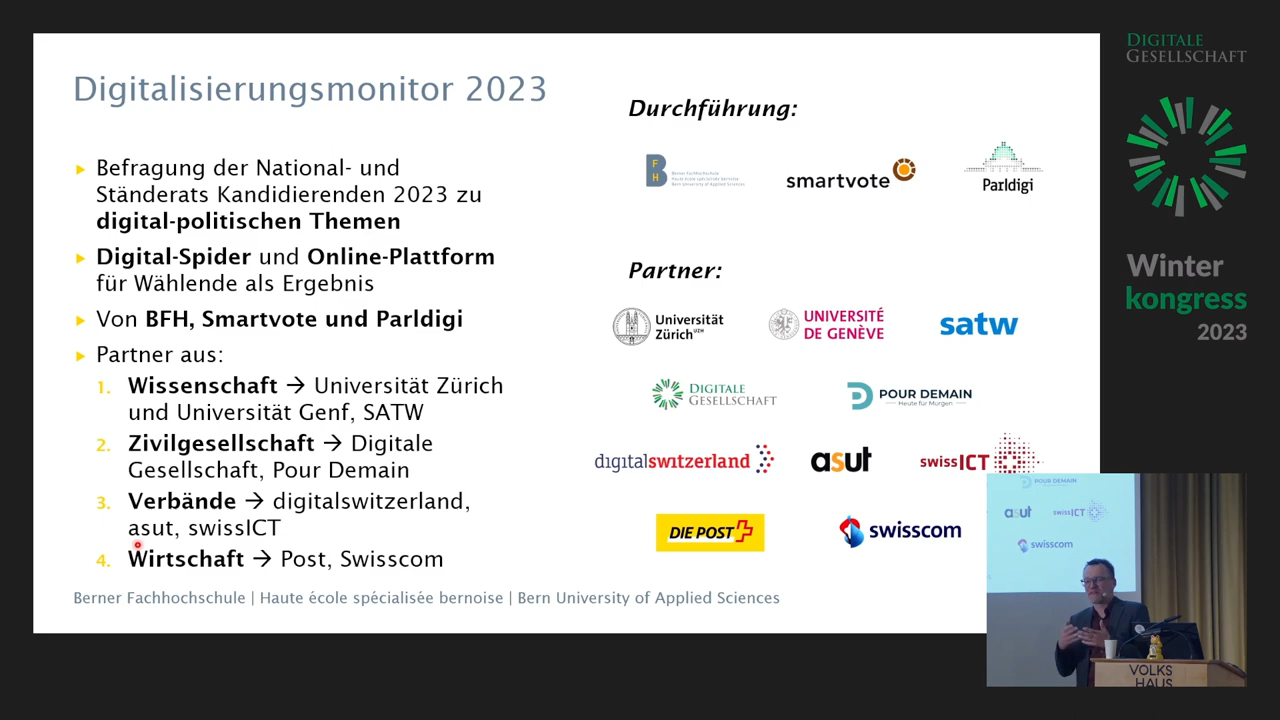 Digitalisierungsmonitor 2023
Befragung der National- und
Ständerats Kandidierenden 2023 zu
digital-politischen Themen
Digital-Spider und Online-Plattform
für Wählende als Ergebnis
Von BFH, Smartvote und Parldigi
Partner aus:
1. Wissenschaft → Universität Zürich
und Universität Genf, SATW
2. Zivilgesellschaft → Digitale
Gesellschaft, Pour Demain
3. Verbände → digitalswitzerland,
asut, swissICT
4. Wirtschaft → Post, Swisscom
Berner Fachhochschule | Haute école spécialisée bernoise | Bern University of Applied Sciences
Durchführung:
B
F
H
Berner Fachhochschule
Haute école spécialisée bernoise
Bern University of Applied Sciences
smartvote
Parldigi
Partner:
Universität
Zürich UZH
UNIVERSITÉ
DE GENÈVE
satw
DIGITALE
GESELLSCHAFT
POUR DEMAIN
Heute für Morgen
digitalswitzerland
asut
swissICT
DIE POST
swisscom
DIGITALE
GESELLSCHAFT
Winter
kongress
2023
POUR DEMAIN
asut
swissICT
swisscom
VOLKS
HAUS